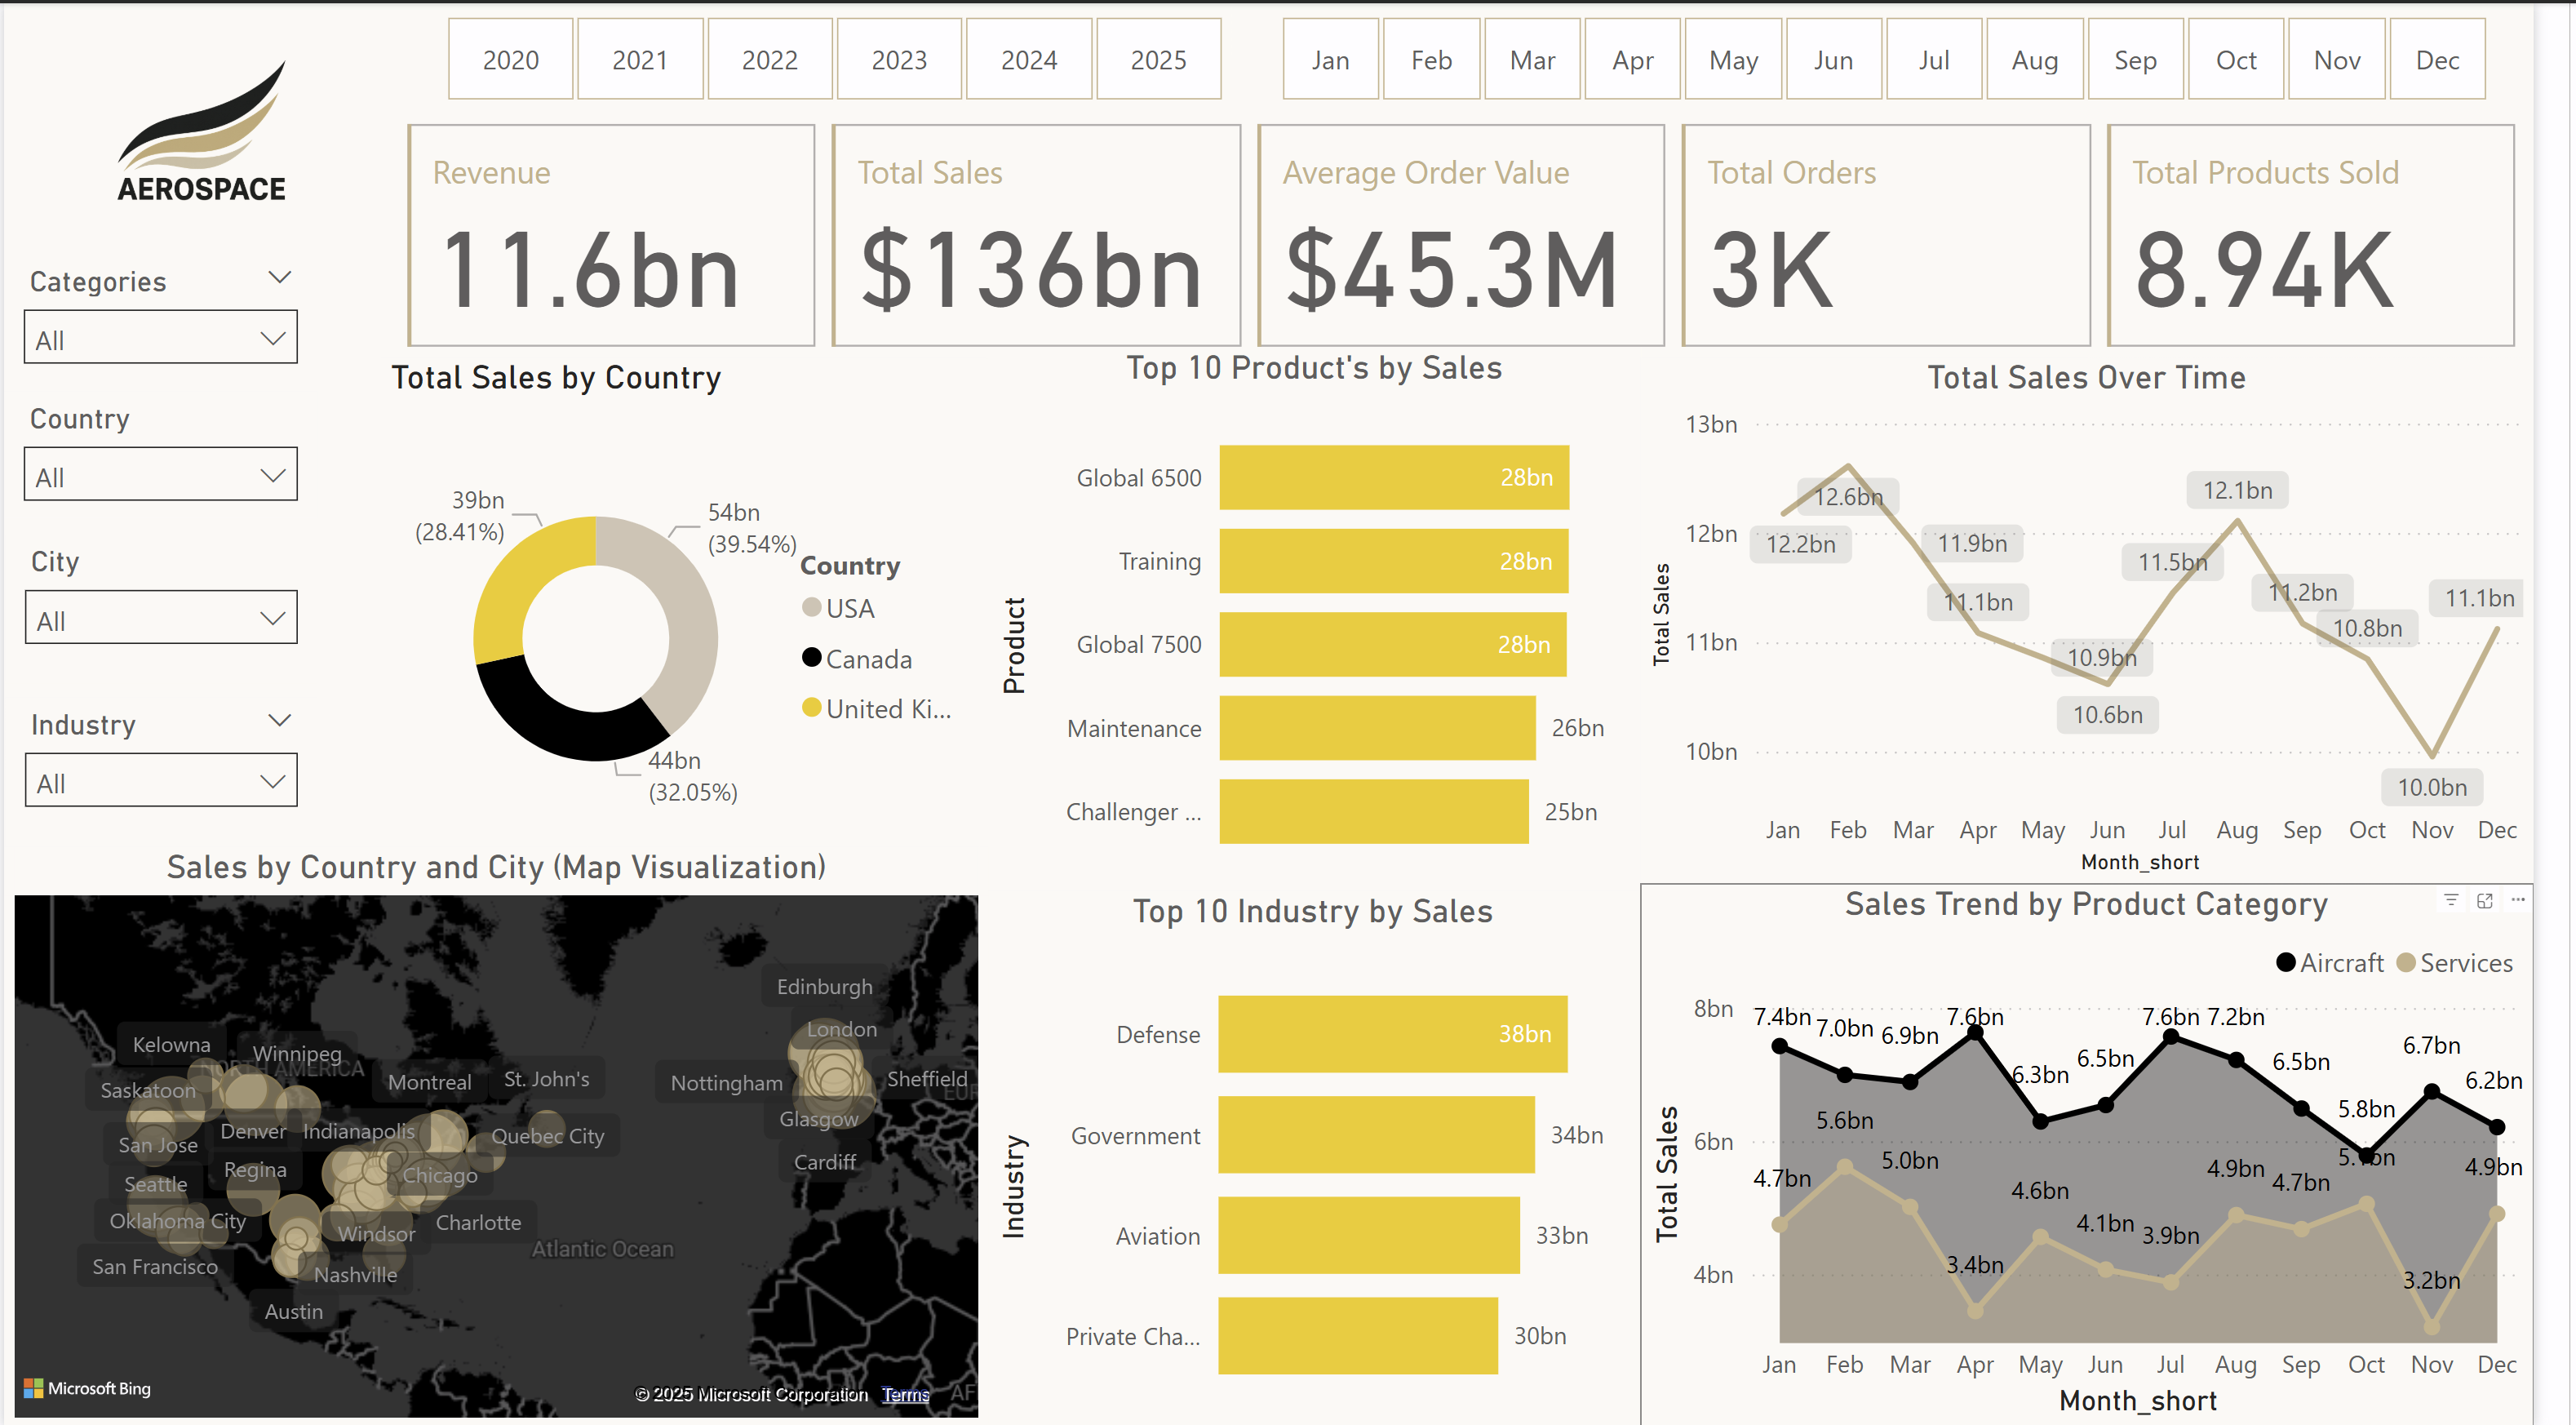 2020 2021 2022 2023 2024 2025 Jan Feb Mar Apr May Jun Jul Aug Sep Oct Nov Dec
AEROSPACE
Categories
All
Country
All
City
All
Industry
All
Revenue
11.6bn
Total Sales
$136bn
Average Order Value
$45.3M
Total Orders
3K
Total Products Sold
8.94K
Total Sales by Country
39bn
(28.41%)
54bn
(39.54%)
44bn
(32.05%)
Country
USA
Canada
United Ki...
Top 10 Product's by Sales
Product
Global 6500 28bn
Training 28bn
Global 7500 28bn
Maintenance 26bn
Challenger ... 25bn
Total Sales Over Time
Total Sales
13bn
12bn
11bn
10bn
12.2bn
12.6bn
11.9bn
11.1bn
10.9bn
10.6bn
11.5bn
12.1bn
11.2bn
10.8bn
10.0bn
11.1bn
Jan Feb Mar Apr May Jun Jul Aug Sep Oct Nov Dec
Month_short
Sales by Country and City (Map Visualization)
Edinburgh
London
Kelowna
Winnipeg
NORTH AMERICA
Saskatoon
Montreal
St. John's
Nottingham
Sheffield
Glasgow
San Jose
Denver
Indianapolis
Quebec City
Cardiff
Regina
Chicago
Seattle
Oklahoma City
Windsor
Charlotte
Atlantic Ocean
San Francisco
Nashville
Austin
Microsoft Bing
© 2025 Microsoft Corporation Terms
Top 10 Industry by Sales
Industry
Defense 38bn
Government 34bn
Aviation 33bn
Private Cha... 30bn
Sales Trend by Product Category
Aircraft Services
Total Sales
8bn
6bn
4bn
7.4bn 7.0bn 6.9bn 7.6bn 6.3bn 6.5bn 7.6bn 7.2bn 6.5bn 5.8bn 6.7bn 6.2bn
4.7bn 5.6bn 5.0bn 3.4bn 4.6bn 4.1bn 3.9bn 4.9bn 4.7bn 3.2bn 4.9bn
Jan Feb Mar Apr May Jun Jul Aug Sep Oct Nov Dec
Month_short